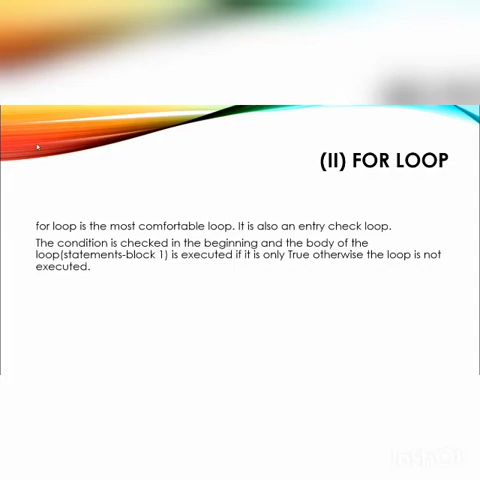 (II) FOR LOOP
for loop is the most comfortable loop. It is also an entry check loop.
The condition is checked in the beginning and the body of the
loop(statements-block 1) is executed if it is only True otherwise the loop is not
executed.